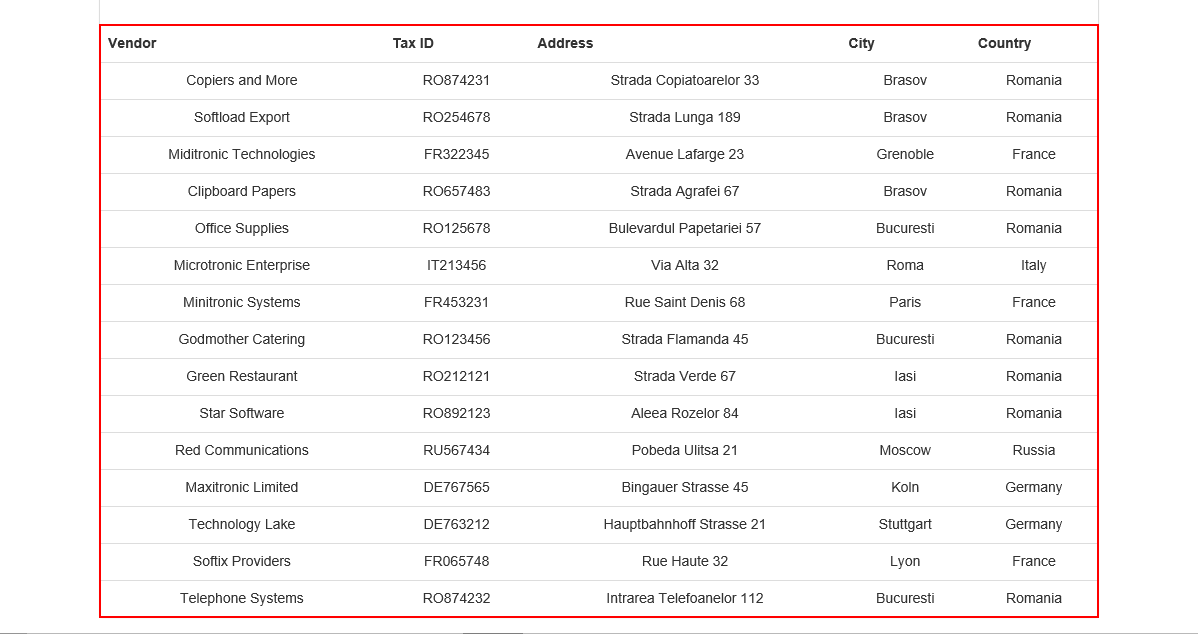 Vendor Tax ID Address City Country
Copiers and More RO874231 Strada Copiatoarelor 33 Brasov Romania
Softload Export RO254678 Strada Lunga 189 Brasov Romania
Miditronic Technologies FR322345 Avenue Lafarge 23 Grenoble France
Clipboard Papers RO657483 Strada Agrafei 67 Brasov Romania
Office Supplies RO125678 Bulevardul Papetariei 57 Bucuresti Romania
Microtronic Enterprise IT213456 Via Alta 32 Roma Italy
Minitronic Systems FR453231 Rue Saint Denis 68 Paris France
Godmother Catering RO123456 Strada Flamanda 45 Bucuresti Romania
Green Restaurant RO212121 Strada Verde 67 Iasi Romania
Star Software RO892123 Aleea Rozelor 84 Iasi Romania
Red Communications RU567434 Pobeda Ulitsa 21 Moscow Russia
Maxitronic Limited DE767565 Bingauer Strasse 45 Koln Germany
Technology Lake DE763212 Hauptbahnhoff Strasse 21 Stuttgart Germany
Softix Providers FR065748 Rue Haute 32 Lyon France
Telephone Systems RO874232 Intrarea Telefoanelor 112 Bucuresti Romania